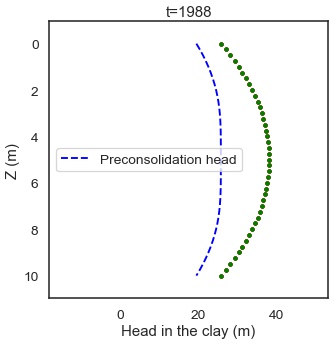 t=1988
0
2
4
6
8
10
Z (m)
Preconsolidation head
0
20
40
Head in the clay (m)